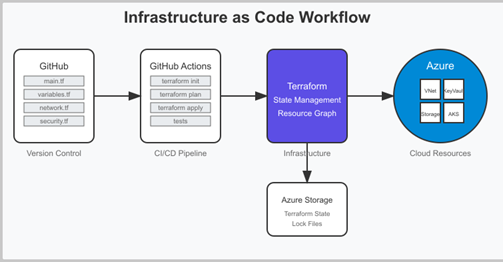 Infrastructure as Code Workflow
GitHub
main.tf
variables.tf
network.tf
security.tf
Version Control
GitHub Actions
terraform init
terraform plan
terraform apply
tests
CI/CD Pipeline
Terraform
State Management
Resource Graph
Infrastructure
Azure
VNet
KeyVault
Storage
AKS
Cloud Resources
Azure Storage
Terraform State
Lock Files